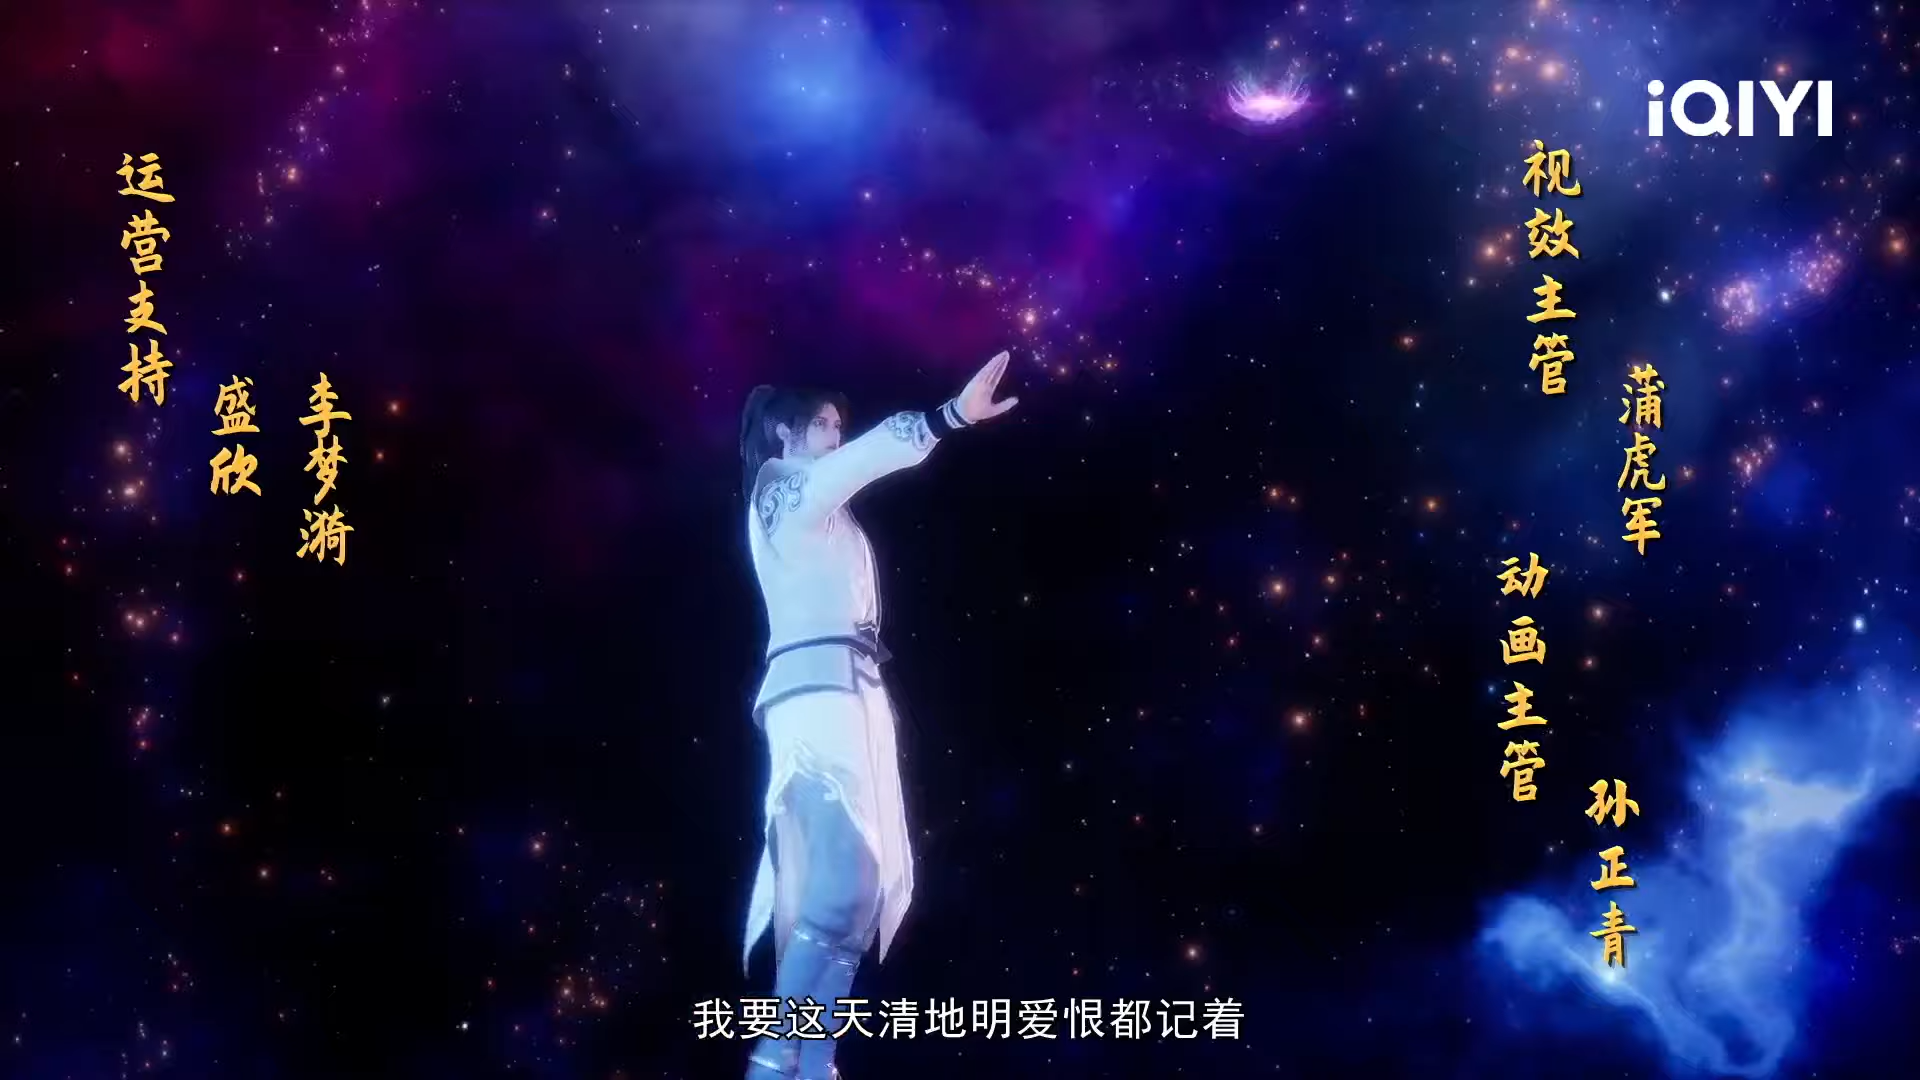 iQIYI
运营支持
盛欣
李梦漪
视效主管
蒲虎军
动画主管
孙正青
我要这天清地明爱恨都记着